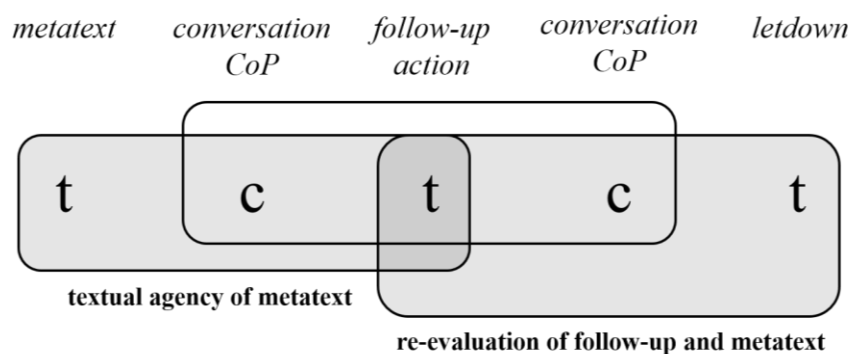 metatext conversation follow-up conversation letdown
CoP action CoP
t c t c t
textual agency of metatext
re-evaluation of follow-up and metatext